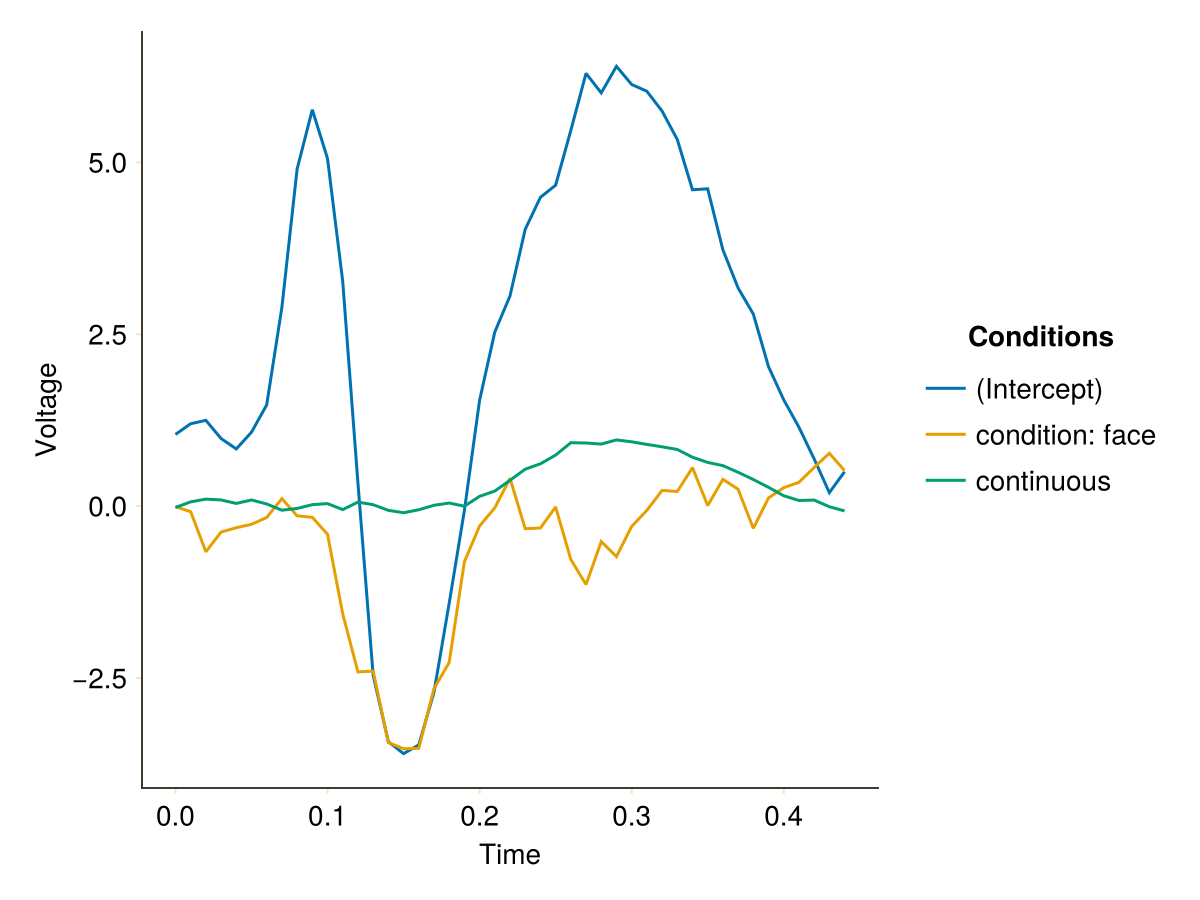 Voltage
5.0
2.5
0.0
−2.5
0.0 0.1 0.2 0.3 0.4
Time
Conditions
(Intercept)
condition: face
continuous